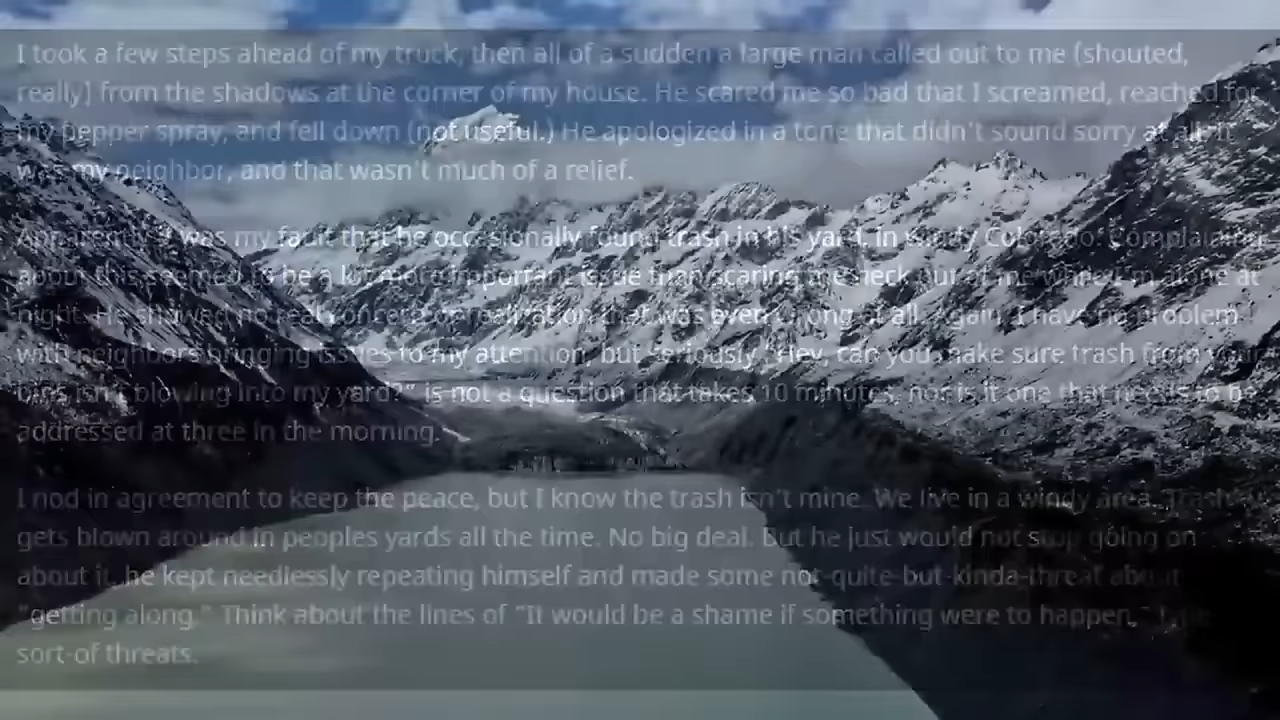 I took a few steps ahead of my truck, then all of a sudden a large man called out to me (shouted,
really) from the shadows at the corner of my house. He scared me so bad that I screamed, reached for
my pepper spray, and fell down (not useful.) He apologized in a tone that didn't sound sorry at all. It
was my neighbor, and that wasn't much of a relief.
Apparently it was my fault that he occasionally found trash in his yard, in windy Colorado. Complaining
about this seemed to be a lot more important issue than scaring the heck out of me when I'm alone at
night. He showed no real concern or realization that was even wrong at all. Again, I have no problem
with neighbors bringing issues to my attention, but seriously, "Hey, can you make sure trash from your
bins isn't blowing into my yard?" is not a question that takes 10 minutes, nor is it one that needs to be
addressed at three in the morning.
I nod in agreement to keep the peace, but I know the trash isn't mine. We live in a windy area. Trash
gets blown around in peoples yards all the time. No big deal. But he just would not stop going on
about it, he kept needlessly repeating himself and made some not-quite-but-kinda-threat about
"getting along." Think about the lines of "It would be a shame if something were to happen,"
sort-of threats.